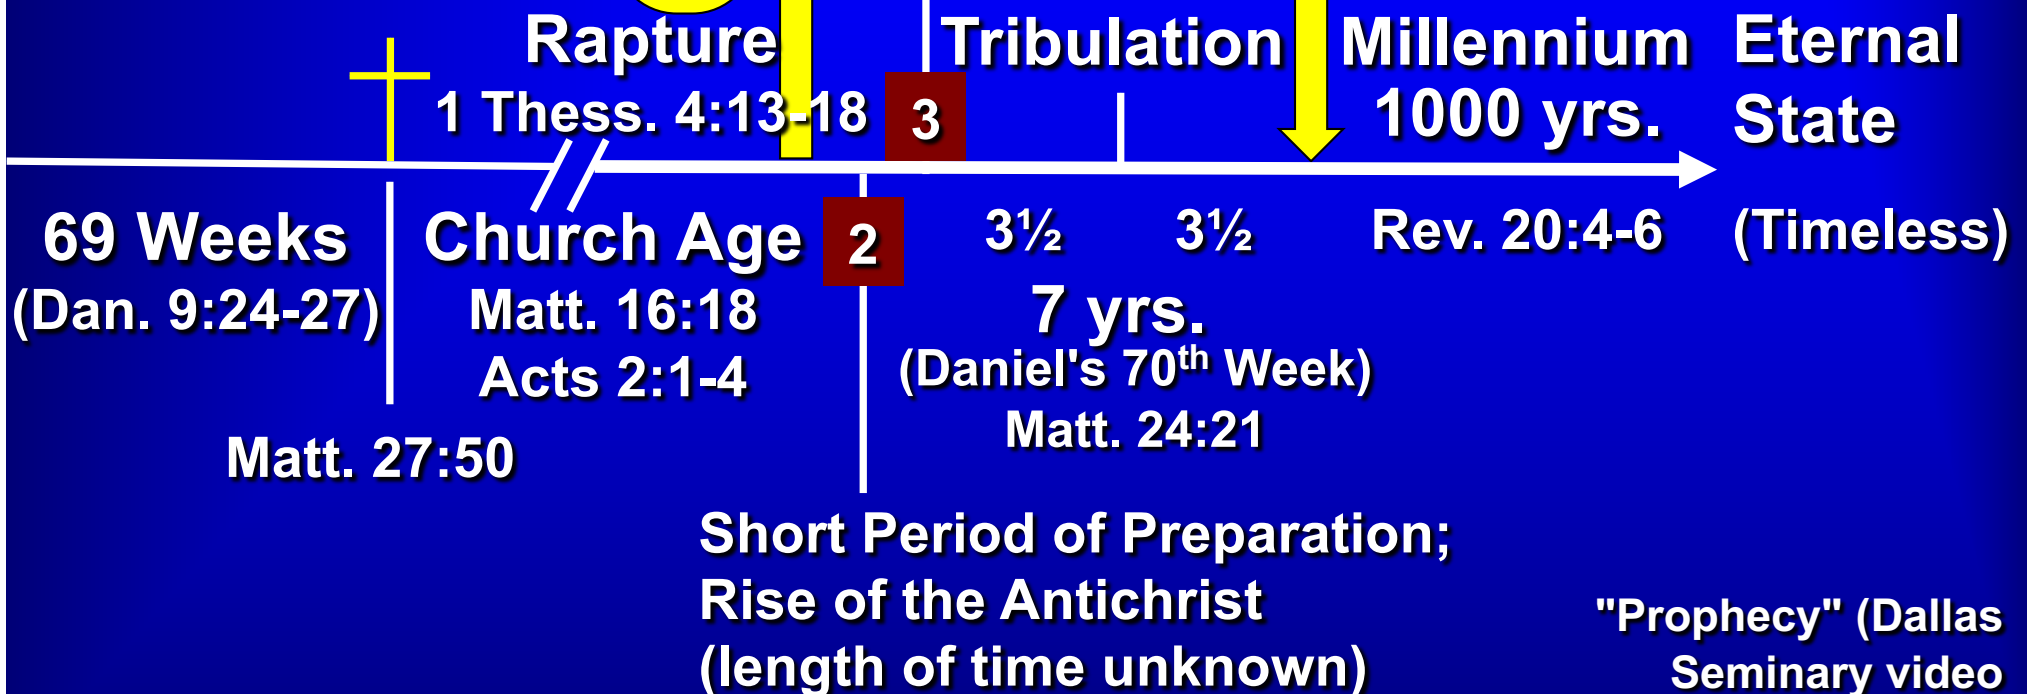 Rapture
1 Thess. 4:13-18
3
Tribulation
Millennium
1000 yrs.
Eternal
State
69 Weeks
(Dan. 9:24-27)
Church Age
Matt. 16:18
Acts 2:1-4
2
3½ 3½
7 yrs.
(Daniel's 70th Week)
Matt. 24:21
Rev. 20:4-6
(Timeless)
Matt. 27:50
Short Period of Preparation;
Rise of the Antichrist
(length of time unknown)
"Prophecy" (Dallas
Seminary video